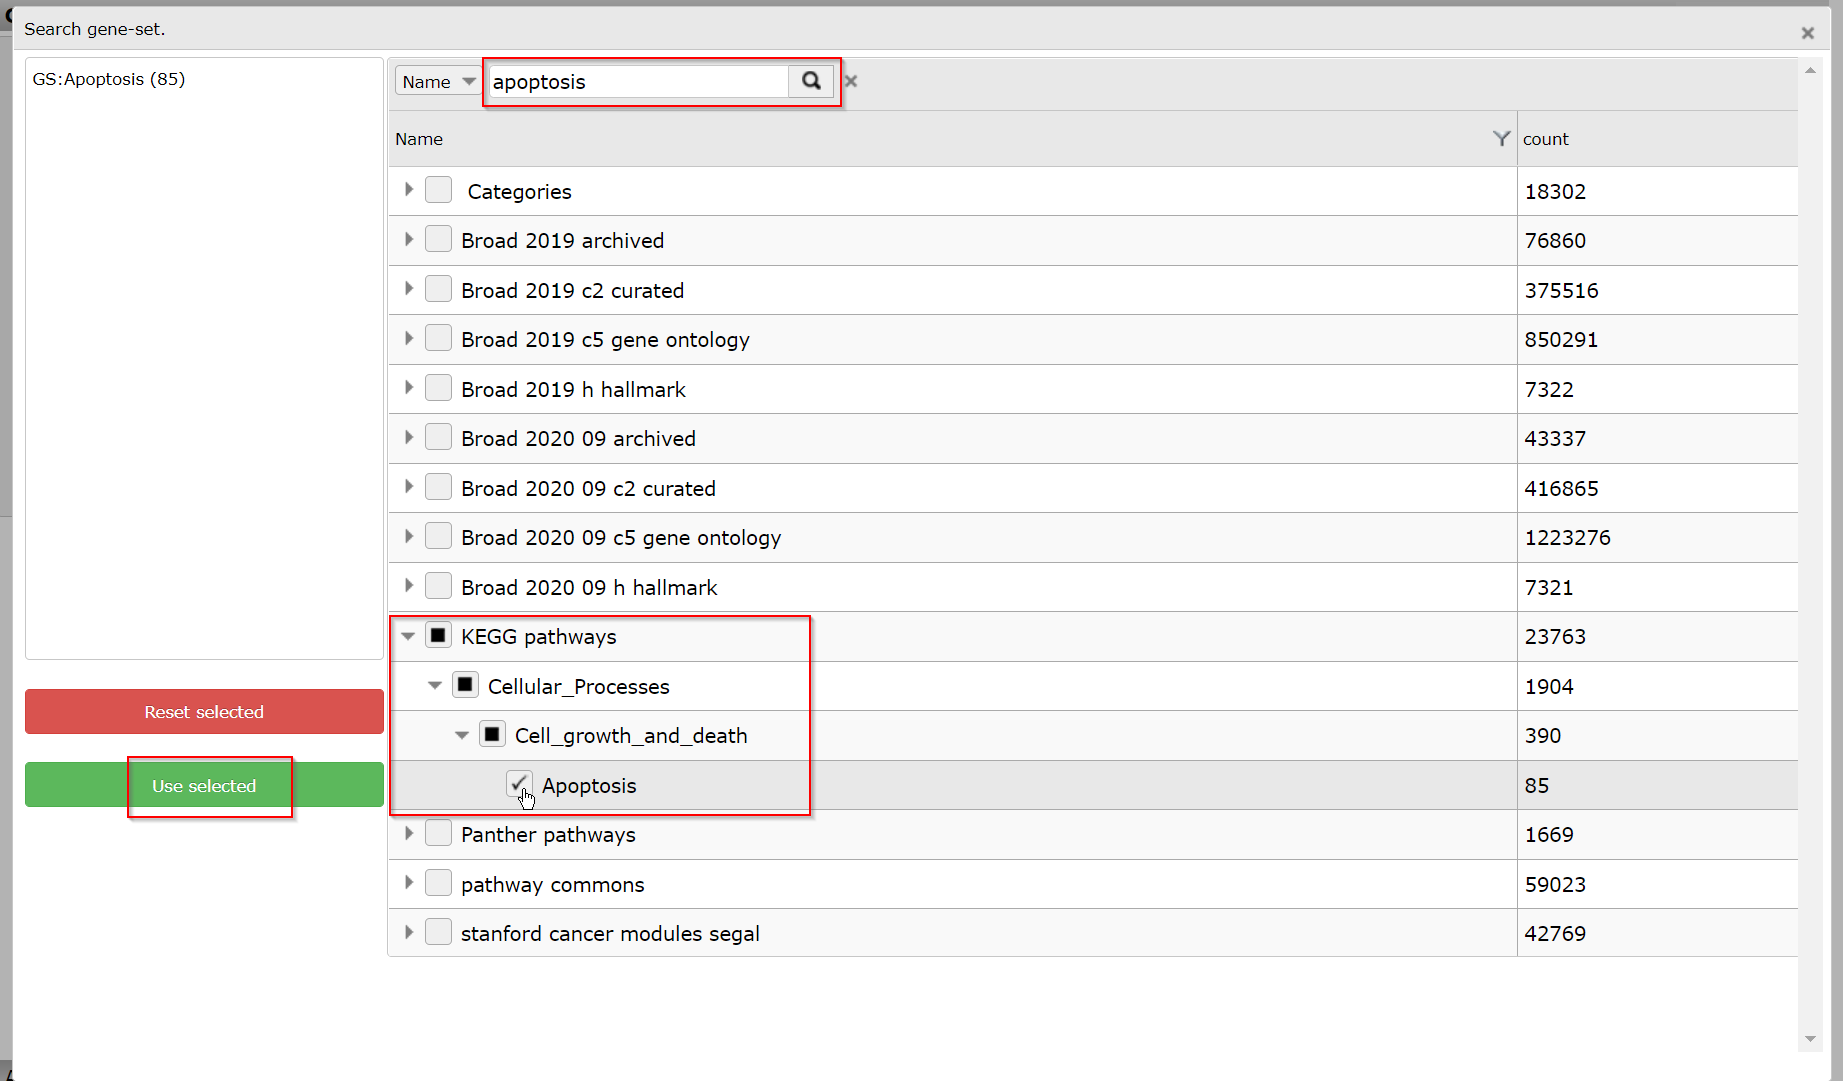 Search gene-set.
GS:Apoptosis (85)
Name
apoptosis
Name
count
Categories
18302
Broad 2019 archived
76860
Broad 2019 c2 curated
375516
Broad 2019 c5 gene ontology
850291
Broad 2019 h hallmark
7322
Broad 2020 09 archived
43337
Broad 2020 09 c2 curated
416865
Broad 2020 09 c5 gene ontology
1223276
Broad 2020 09 h hallmark
7321
KEGG pathways
23763
Cellular_Processes
1904
Cell_growth_and_death
390
Apoptosis
85
Panther pathways
1669
pathway commons
59023
stanford cancer modules segal
42769
Reset selected
Use selected